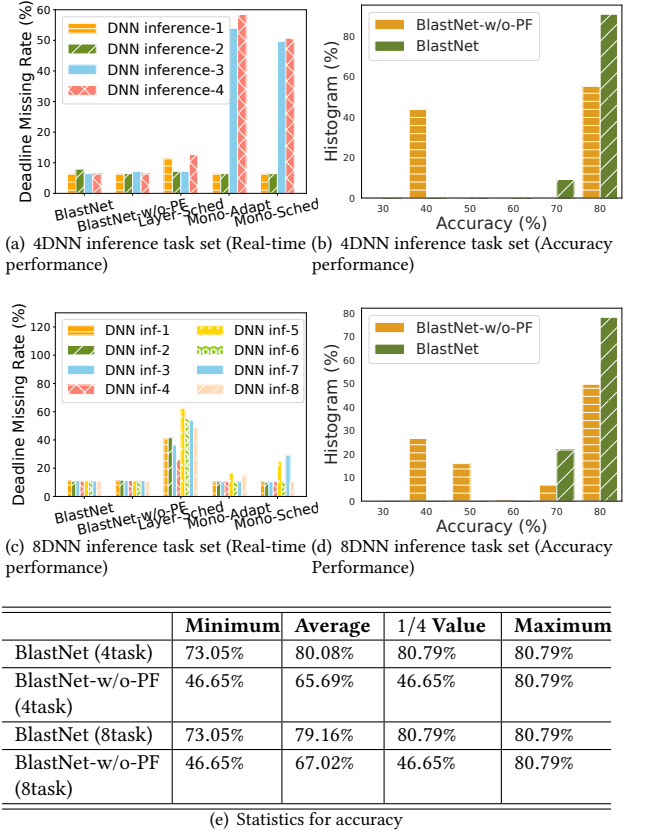 Deadline Missing Rate (%)
60
50
40
30
20
10
0
DNN inference-1
DNN inference-2
DNN inference-3
DNN inference-4
BlastNet
BlastNet-w/o-PF
Layer-Sched
Mono-Adapt
Mono-Sched
Histogram (%)
80
60
40
20
0
BlastNet-w/o-PF
BlastNet
30 40 50 60 70 80
Accuracy (%)
(a) 4DNN inference task set (Real-time performance)
(b) 4DNN inference task set (Accuracy performance)
Deadline Missing Rate (%)
120
100
80
60
40
20
0
DNN inf-1
DNN inf-2
DNN inf-3
DNN inf-4
DNN inf-5
DNN inf-6
DNN inf-7
DNN inf-8
BlastNet
BlastNet-w/o-PF
Layer-Sched
Mono-Adapt
Mono-Sched
Histogram (%)
80
70
60
50
40
30
20
10
0
BlastNet-w/o-PF
BlastNet
30 40 50 60 70 80
Accuracy (%)
(c) 8DNN inference task set (Real-time performance)
(d) 8DNN inference task set (Accuracy Performance)
Minimum Average 1/4 Value Maximum
BlastNet (4task) 73.05% 80.08% 80.79% 80.79%
BlastNet-w/o-PF 46.65% 65.69% 46.65% 80.79%
(4task)
BlastNet (8task) 73.05% 79.16% 80.79% 80.79%
BlastNet-w/o-PF 46.65% 67.02% 46.65% 80.79%
(8task)
(e) Statistics for accuracy